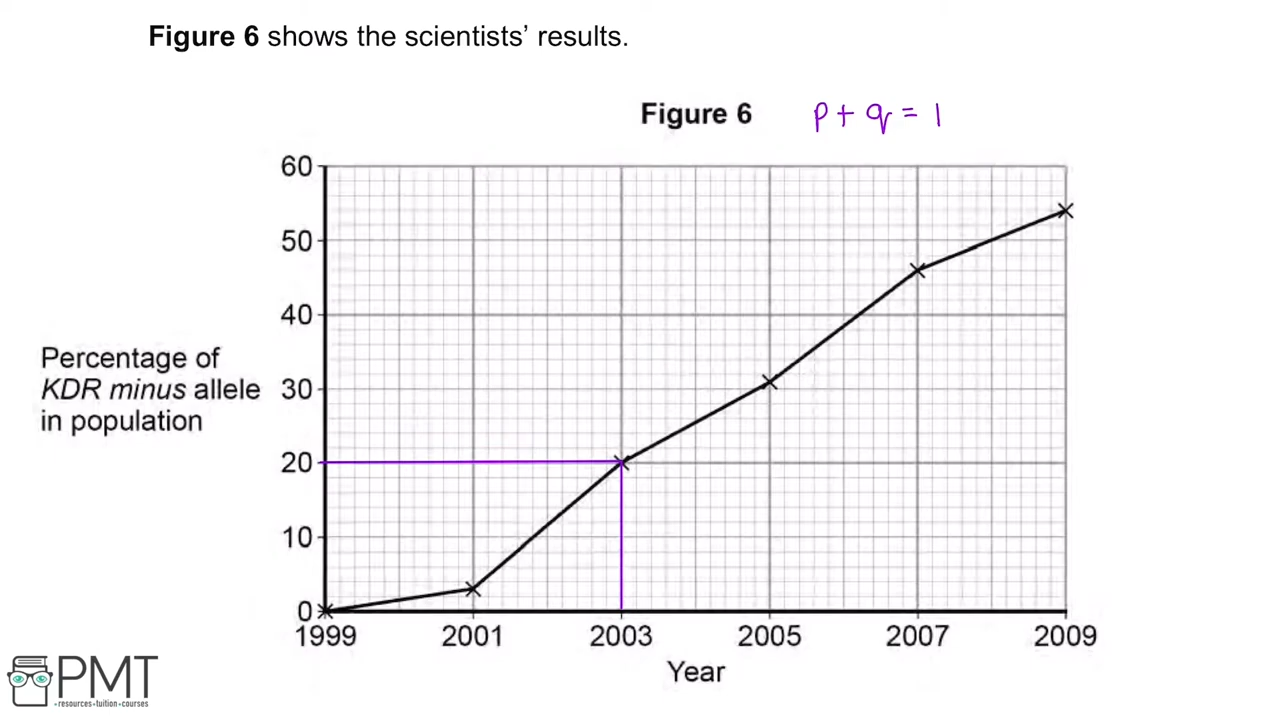 Figure 6 shows the scientists’ results.
Figure 6 p + q = 1
60
50
40
Percentage of
KDR minus allele
in population
30
20
10
0
1999 2001 2003 2005 2007 2009
Year
PMT
•resources•tuition•courses